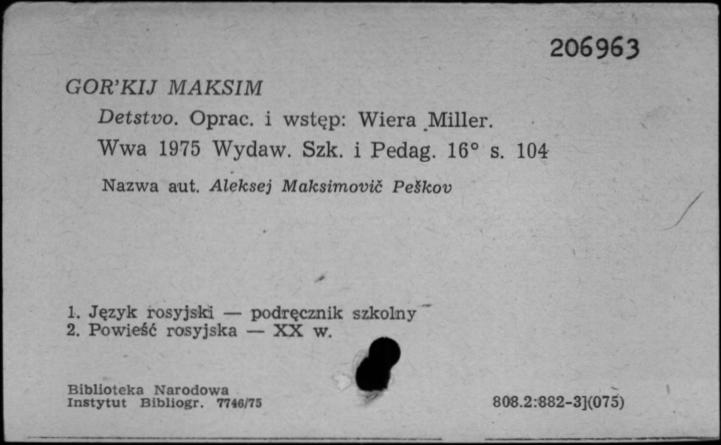 206963
GOR’KIJ MAKSIM
Detstvo. Oprac. i wstęp: Wiera Miller.
Wwa 1975 Wydaw. Szk. i Pedag. 16° s. 104
Nazwa aut. Aleksej Maksimovič Peškov
1. Język rosyjski — podręcznik szkolny
2. Powieść rosyjska — XX w.
Biblioteka Narodowa
Instytut Bibliogr. 7746/75
808.2:882-3](075)